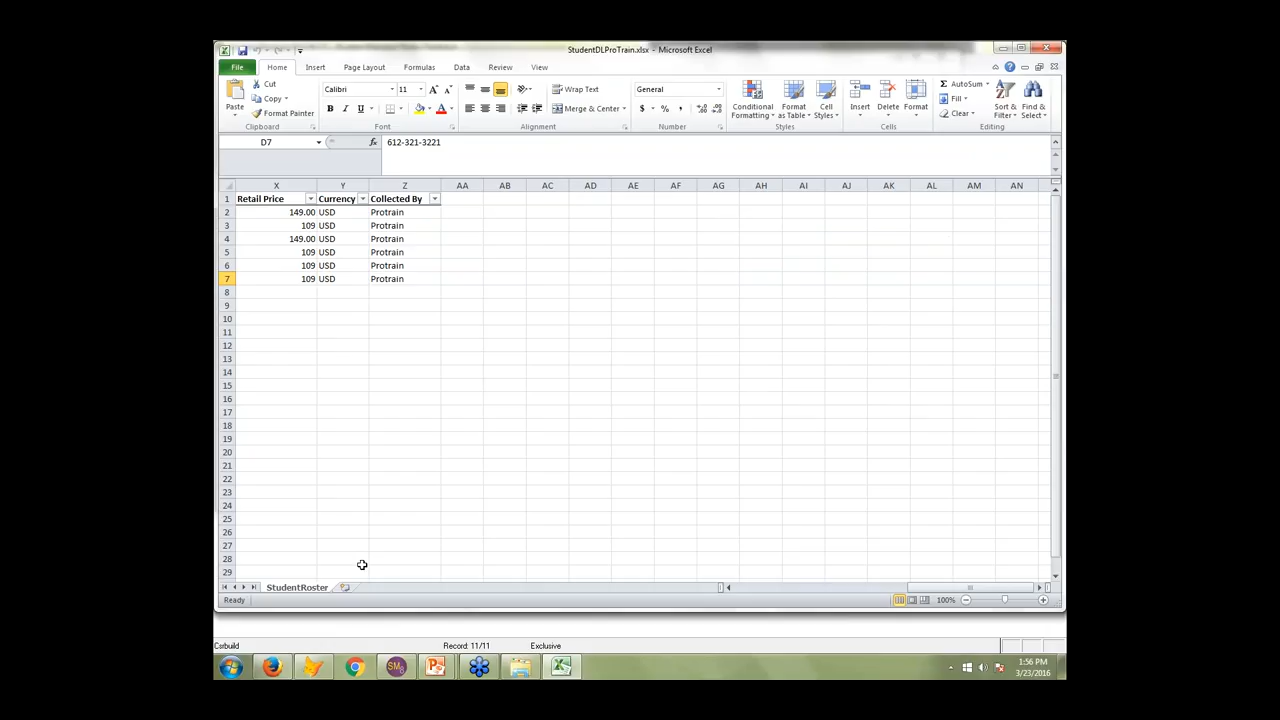 StudentDLProTrain.xlsx - Microsoft Excel
File Home Insert Page Layout Formulas Data Review View
Paste
Cut
Copy
Format Painter
Clipboard
Calibri 11
B I U
Font
Wrap Text
Merge & Center
Alignment
General
$ % ,
Number
Conditional Formatting
Format as Table
Cell Styles
Styles
Insert Delete Format
Cells
Σ AutoSum
Fill
Clear
Sort & Filter
Find & Select
Editing
D7 fx 612-321-3221
X Y Z AA AB AC AD AE AF AG AH AI AJ AK AL AM AN
1 Retail Price Currency Collected By
2 149.00 USD Protrain
3 109 USD Protrain
4 149.00 USD Protrain
5 109 USD Protrain
6 109 USD Protrain
7 109 USD Protrain
8
9
10
11
12
13
14
15
16
17
18
19
20
21
22
23
24
25
26
27
28
29
StudentRoster
Ready 100%
Csrbuild Record: 11/11 Exclusive
1:56 PM
3/23/2016